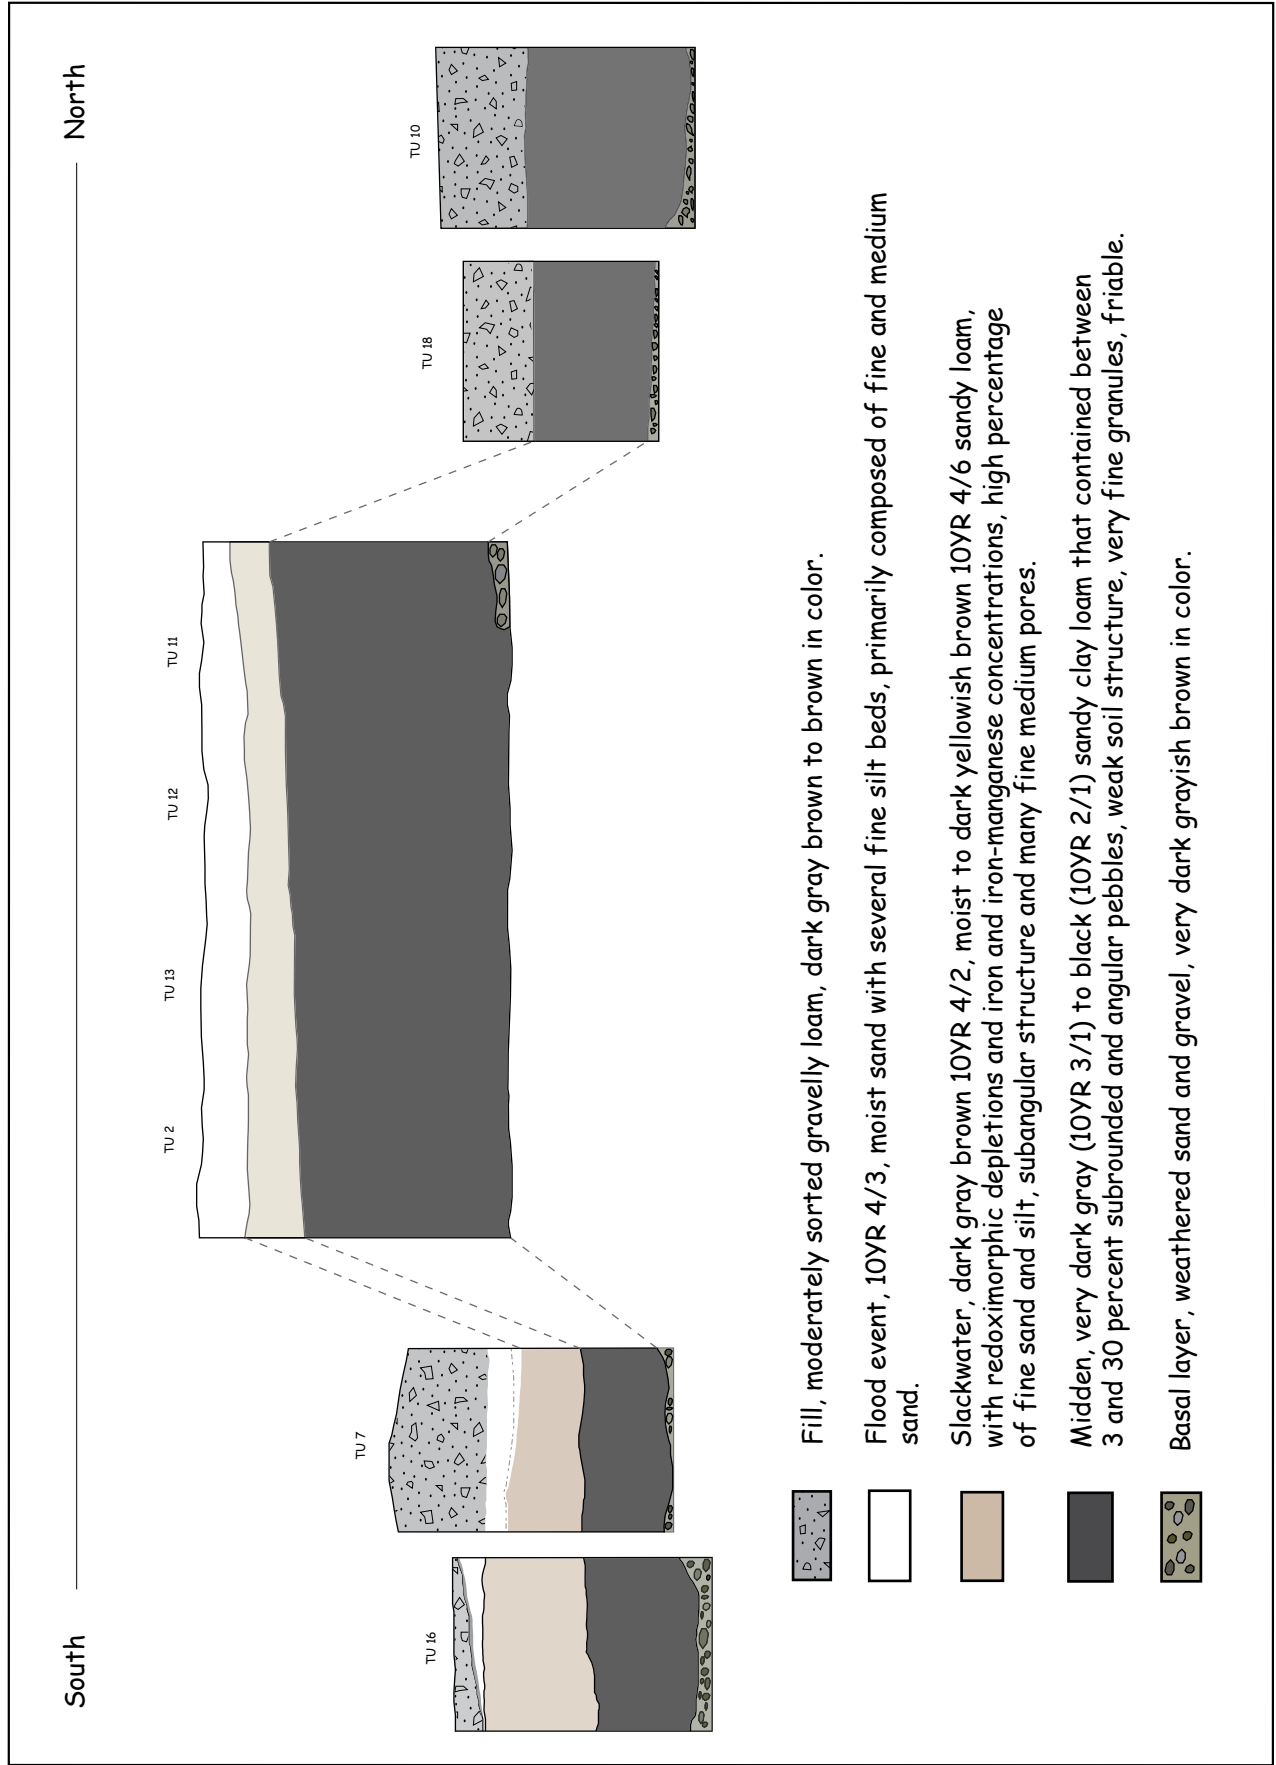 South North
TU 16
TU 7
TU 2
TU 13
TU 12
TU 11
TU 18
TU 10
Fill, moderately sorted gravelly loam, dark gray brown to brown in color.
Flood event, 10YR 4/3, moist sand with several fine silt beds, primarily composed of fine and medium
sand.
Slackwater, dark gray brown 10YR 4/2, moist to dark yellowish brown 10YR 4/6 sandy loam,
with redoximorphic depletions and iron and iron-manganese concentrations, high percentage
of fine sand and silt, subangular structure and many fine medium pores.
Midden, very dark gray (10YR 3/1) to black (10YR 2/1) sandy clay loam that contained between
3 and 30 percent subrounded and angular pebbles, weak soil structure, very fine granules, friable.
Basal layer, weathered sand and gravel, very dark grayish brown in color.